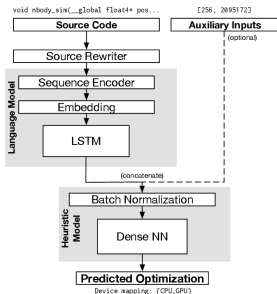 void nbody_sim(__global float4* pos...
[256, 2095172]
Source Code
Auxiliary Inputs
(optional)
Source Rewriter
Sequence Encoder
Embedding
LSTM
Language Model
(concatenate)
Batch Normalization
Dense NN
Heuristic
Model
Predicted Optimization
Device mapping: {CPU,GPU}